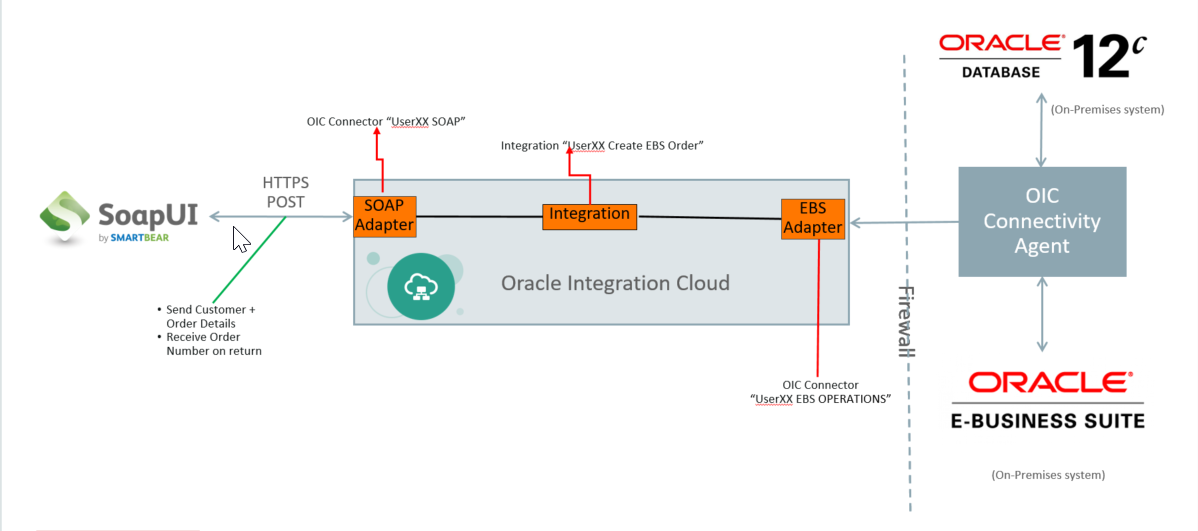 ORACLE
DATABASE
12c
(On-Premises system)
OIC Connector “UserXX SOAP”
Integration “UserXX Create EBS Order”
HTTPS
POST
SoapUI
by SMARTBEAR
SOAP
Adapter
Integration
EBS
Adapter
OIC
Connectivity
Agent
Oracle Integration Cloud
Firewall
• Send Customer +
Order Details
• Receive Order
Number on return
OIC Connector
“UserXX EBS OPERATIONS”
ORACLE
E-BUSINESS SUITE
(On-Premises system)